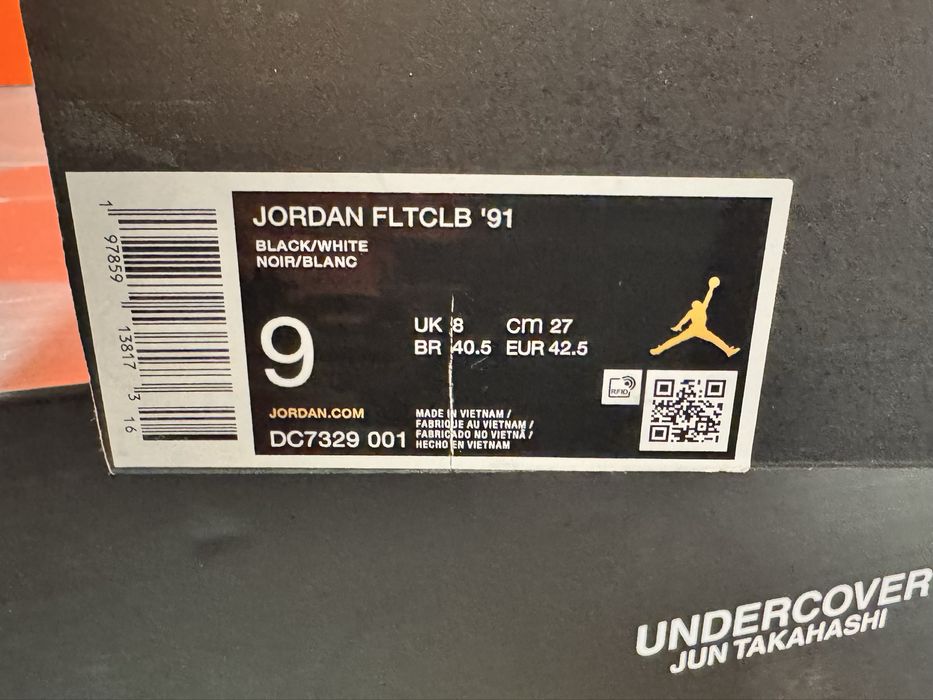 JORDAN FLTCLB '91
BLACK/WHITE
NOIR/BLANC
9
UK 8 cm 27
BR 40.5 EUR 42.5
RFID
JORDAN.COM
DC7329 001
MADE IN VIETNAM /
FABRIQUE AU VIETNAM /
FABRICADO NO VIETNÃ /
HECHO EN VIETNAM
1 97859 13817 3 16
UNDERCOVER
JUN TAKAHASHI